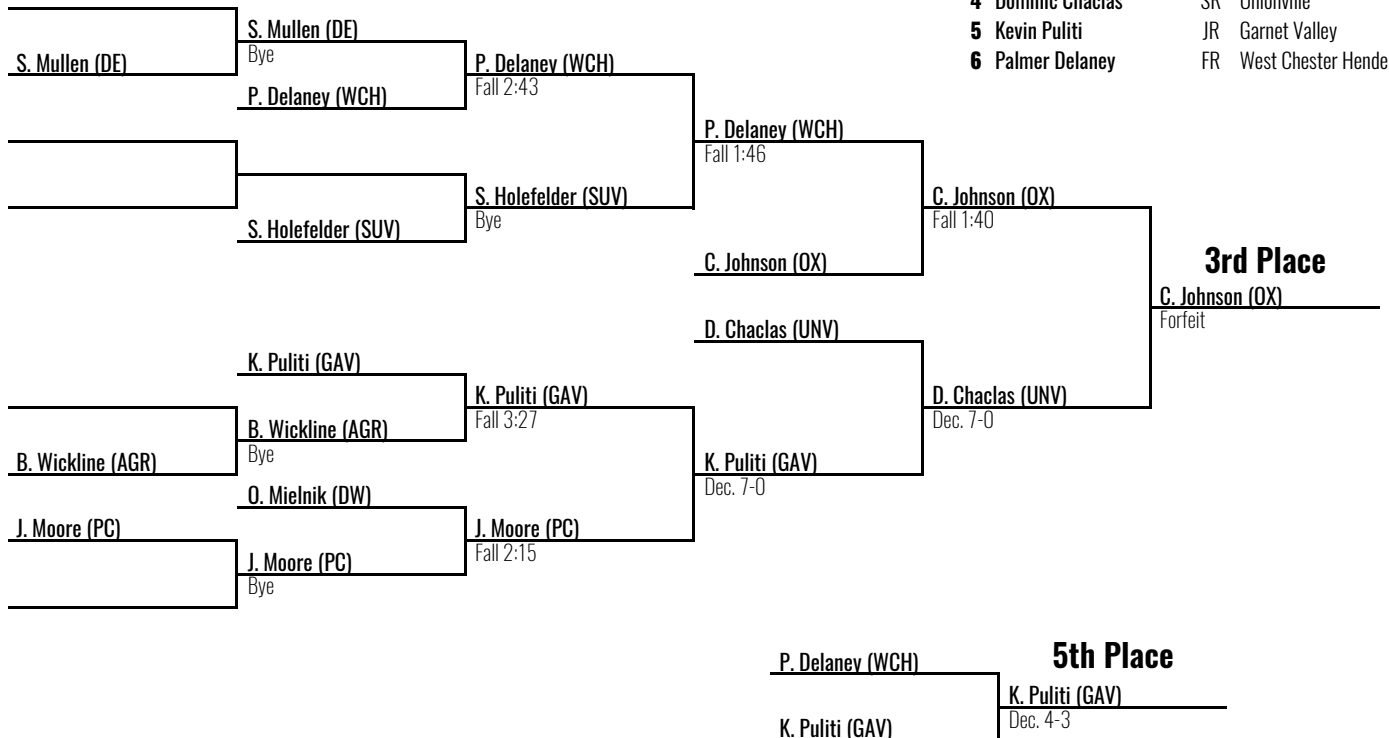 4 Dominic Chaclas SR Unionville
5 Kevin Puliti JR Garnet Valley
6 Palmer Delaney FR West Chester Hende
S. Mullen (DE)
S. Mullen (DE)
Bye
P. Delaney (WCH)
P. Delaney (WCH)
Fall 2:43
P. Delaney (WCH)
Fall 1:46
S. Holefelder (SUV)
S. Holefelder (SUV)
Bye
C. Johnson (OX)
C. Johnson (OX)
Fall 1:40
3rd Place
C. Johnson (OX)
Forfeit
D. Chaclas (UNV)
K. Puliti (GAV)
K. Puliti (GAV)
Fall 3:27
D. Chaclas (UNV)
Dec. 7-0
B. Wickline (AGR)
B. Wickline (AGR)
Bye
K. Puliti (GAV)
Dec. 7-0
O. Mielnik (DW)
J. Moore (PC)
J. Moore (PC)
Bye
J. Moore (PC)
Fall 2:15
5th Place
P. Delaney (WCH)
K. Puliti (GAV)
K. Puliti (GAV)
Dec. 4-3